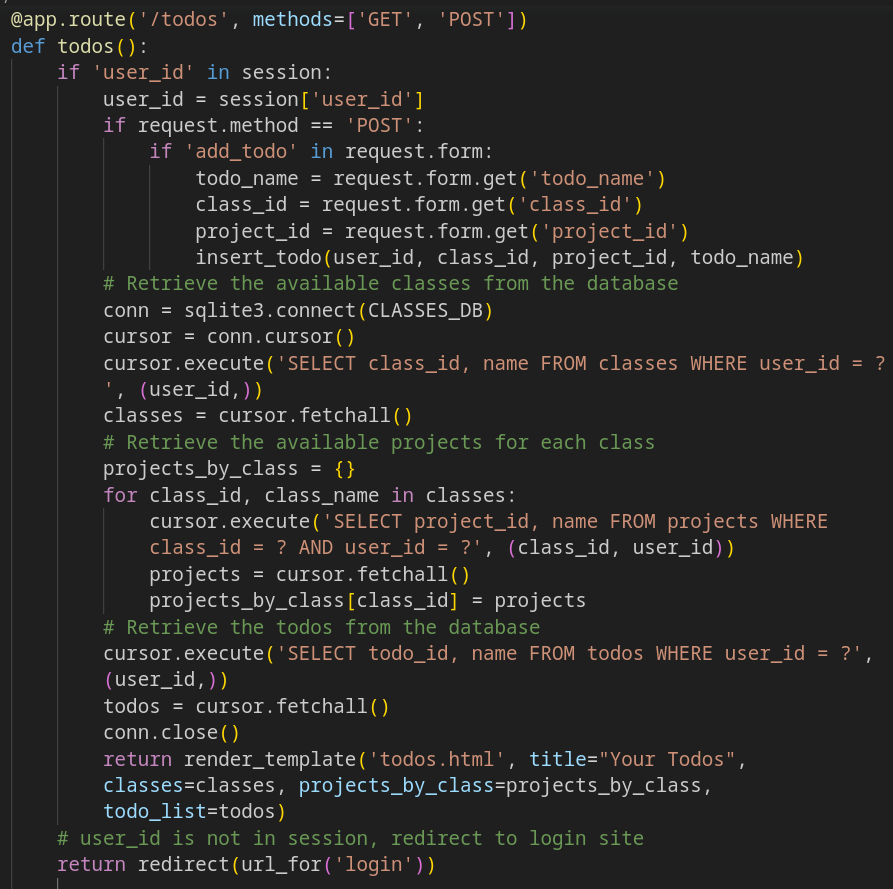 @app.route('/todos', methods=['GET', 'POST'])
def todos():
    if 'user_id' in session:
        user_id = session['user_id']
        if request.method == 'POST':
            if 'add_todo' in request.form:
                todo_name = request.form.get('todo_name')
                class_id = request.form.get('class_id')
                project_id = request.form.get('project_id')
                insert_todo(user_id, class_id, project_id, todo_name)
        # Retrieve the available classes from the database
        conn = sqlite3.connect(CLASSES_DB)
        cursor = conn.cursor()
        cursor.execute('SELECT class_id, name FROM classes WHERE user_id = ?
        ', (user_id,))
        classes = cursor.fetchall()
        # Retrieve the available projects for each class
        projects_by_class = {}
        for class_id, class_name in classes:
            cursor.execute('SELECT project_id, name FROM projects WHERE
            class_id = ? AND user_id = ?', (class_id, user_id))
            projects = cursor.fetchall()
            projects_by_class[class_id] = projects
        # Retrieve the todos from the database
        cursor.execute('SELECT todo_id, name FROM todos WHERE user_id = ?',
        (user_id,))
        todos = cursor.fetchall()
        conn.close()
        return render_template('todos.html', title="Your Todos",
        classes=classes, projects_by_class=projects_by_class,
        todo_list=todos)
    # user_id is not in session, redirect to login site
    return redirect(url_for('login'))